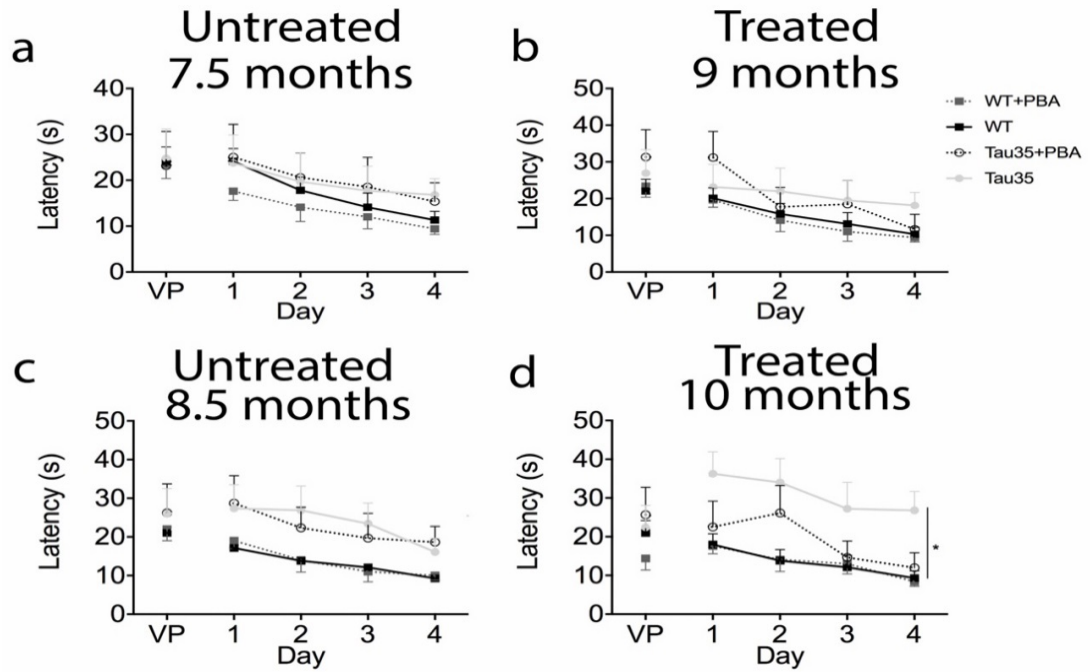 a
Untreated
7.5 months
Latency (s)
40
30
20
10
0
VP 1 2 3 4
Day
b
Treated
9 months
Latency (s)
50
40
30
20
10
0
VP 1 2 3 4
Day
WT+PBA
WT
Tau35+PBA
Tau35
c
Untreated
8.5 months
Latency (s)
50
40
30
20
10
0
VP 1 2 3 4
Day
d
Treated
10 months
Latency (s)
50
40
30
20
10
0
*
VP 1 2 3 4
Day